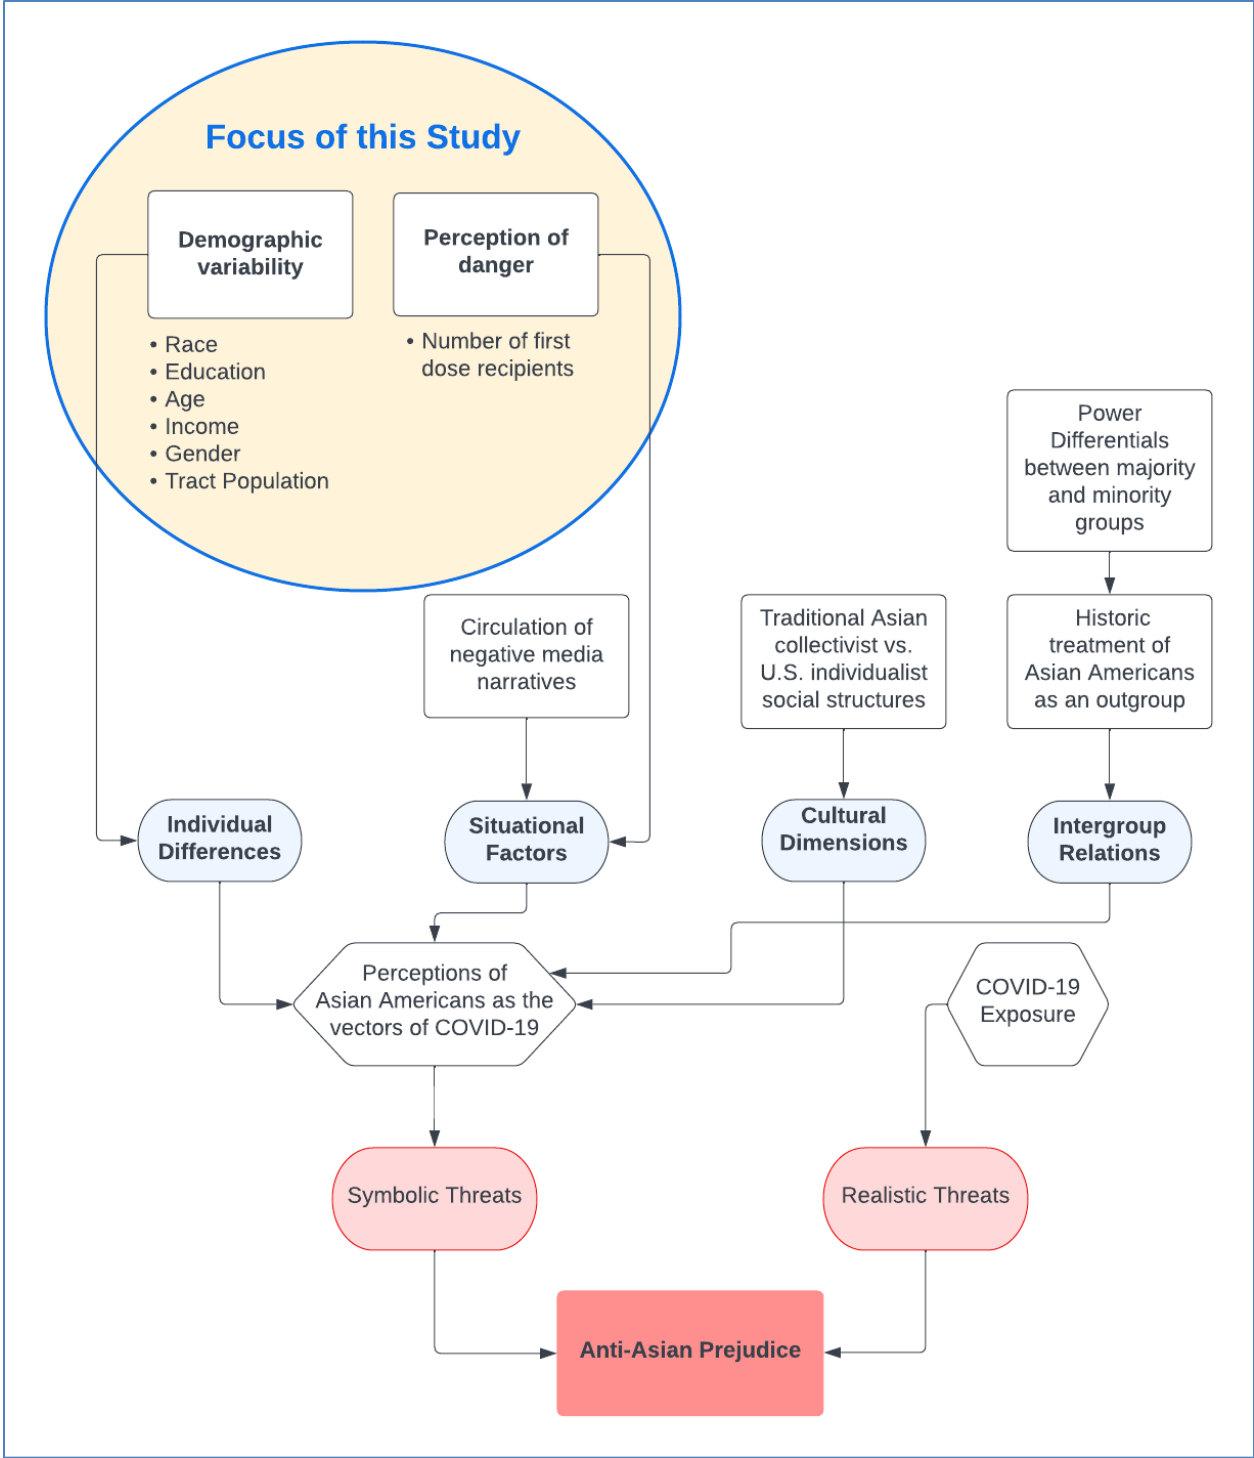 Focus of this Study
Demographic
variability
Perception of
danger
• Race
• Education
• Age
• Income
• Gender
• Tract Population
• Number of first
dose recipients
Power
Differentials
between majority
and minority
groups
Circulation of
negative media
narratives
Traditional Asian
collectivist vs.
U.S. individualist
social structures
Historic
treatment of
Asian Americans
as an outgroup
Individual
Differences
Situational
Factors
Cultural
Dimensions
Intergroup
Relations
Perceptions of
Asian Americans as the
vectors of COVID-19
COVID-19
Exposure
Symbolic Threats
Realistic Threats
Anti-Asian Prejudice